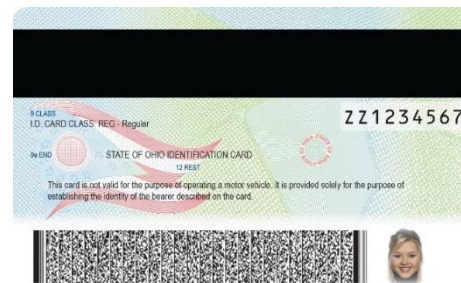 9 CLASS
I.D. CARD CLASS: REG - Regular
ZZ1234567
9a END
STATE OF OHIO IDENTIFICATION CARD
12 REST
This card is not valid for the purpose of operating a motor vehicle. It is provided solely for the purpose of
establishing the identity of the bearer described on the card.